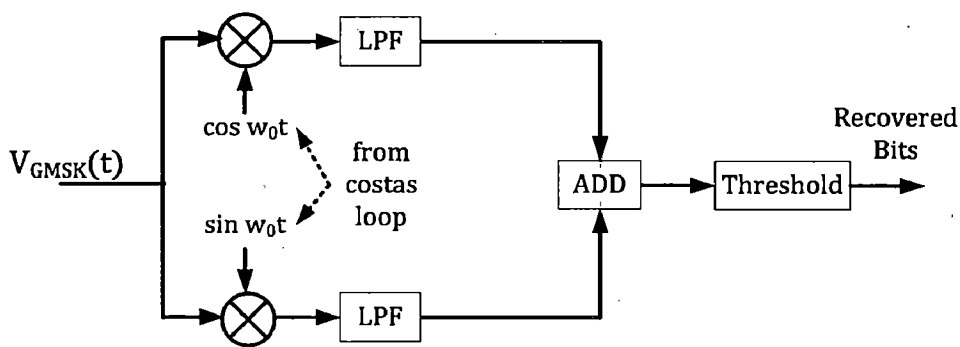 LPF
cos w₀t
V_GMSK(t)
from
costas
loop
ADD
Threshold
Recovered
Bits
sin w₀t
LPF